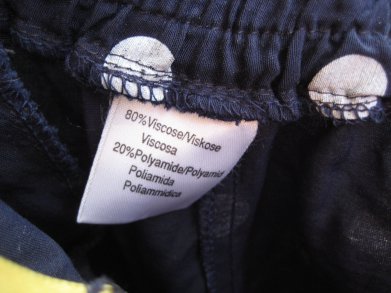 80%Viscose/Viskose
Viscosa
20%Polyamide/Polyamid
Poliamida
Poliammidica